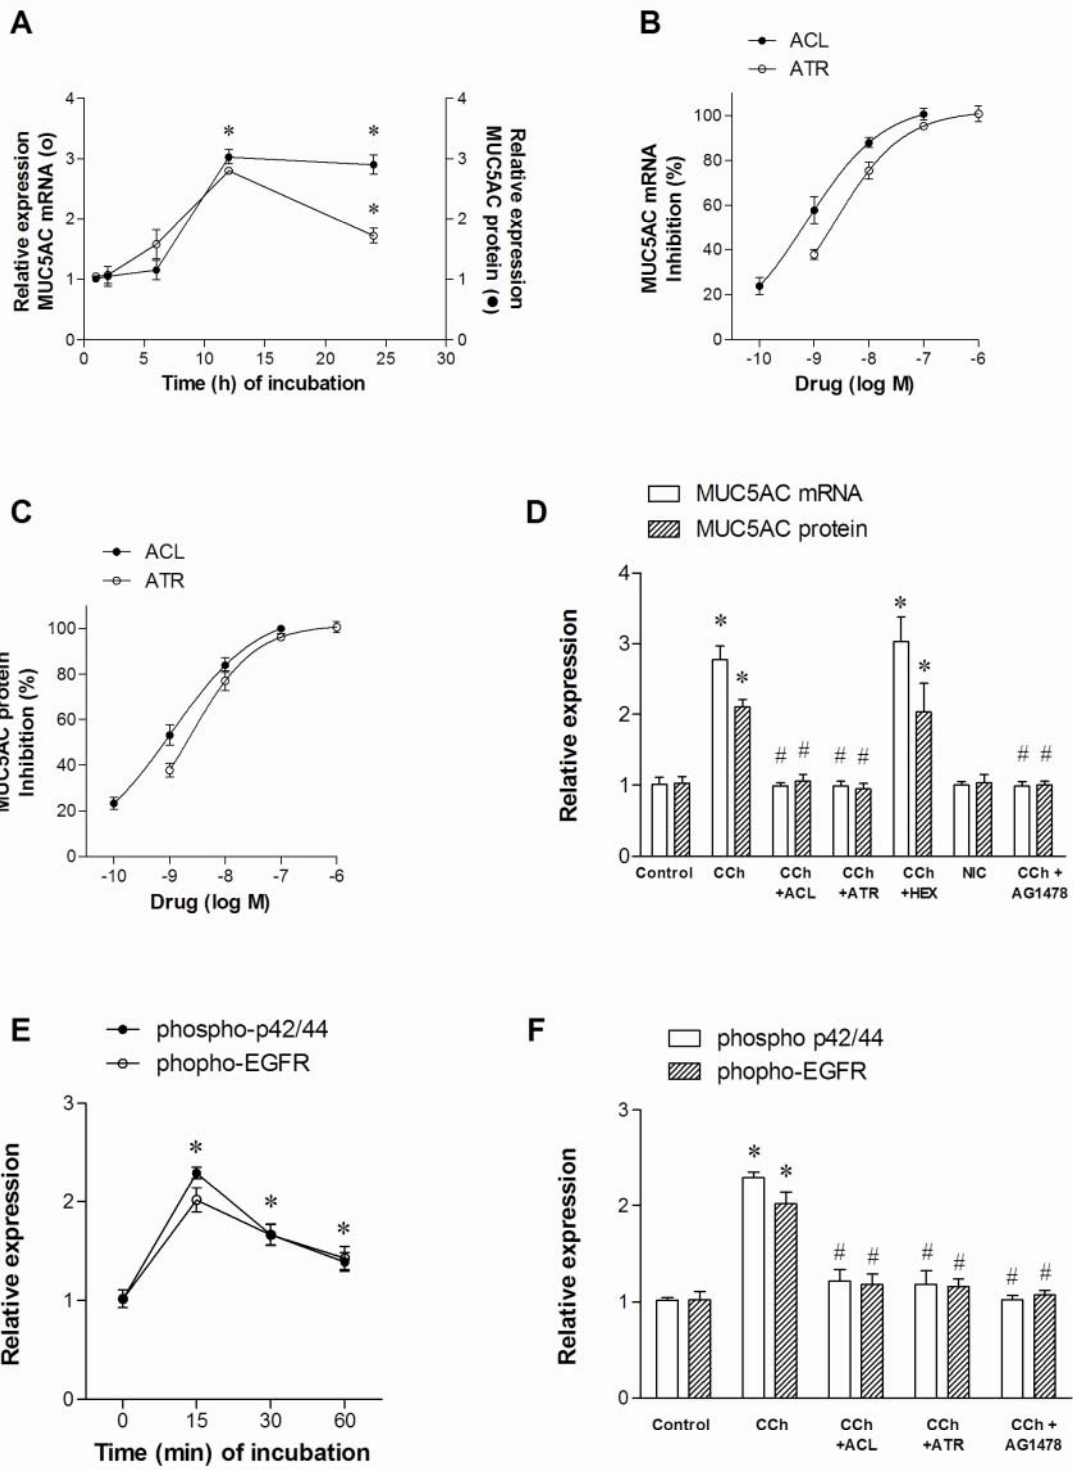 A
Relative expression
MUC5AC mRNA (o)
4
3
2
1
0
* *
*
4
3
2
1
0
Relative expression
MUC5AC protein (●)
0 5 10 15 20 25 30
Time (h) of incubation
B
ACL
ATR
MUC5AC mRNA
Inhibition (%)
100
80
60
40
20
0
-10 -9 -8 -7 -6
Drug (log M)
C
ACL
ATR
MUC5AC protein
Inhibition (%)
100
80
60
40
20
0
-10 -9 -8 -7 -6
Drug (log M)
D
MUC5AC mRNA
MUC5AC protein
Relative expression
4
3
2
1
0
* * * *
# # # # # #
Control CCh CCh CCh CCh NIC CCh +
+ACL +ATR +HEX AG1478
E
phospho-p42/44
phopho-EGFR
Relative expression
3
2
1
0
* * *
0 15 30 60
Time (min) of incubation
F
phospho p42/44
phopho-EGFR
Relative expression
3
2
1
0
* *
# # # # # #
Control CCh CCh CCh CCh +
+ACL +ATR AG1478